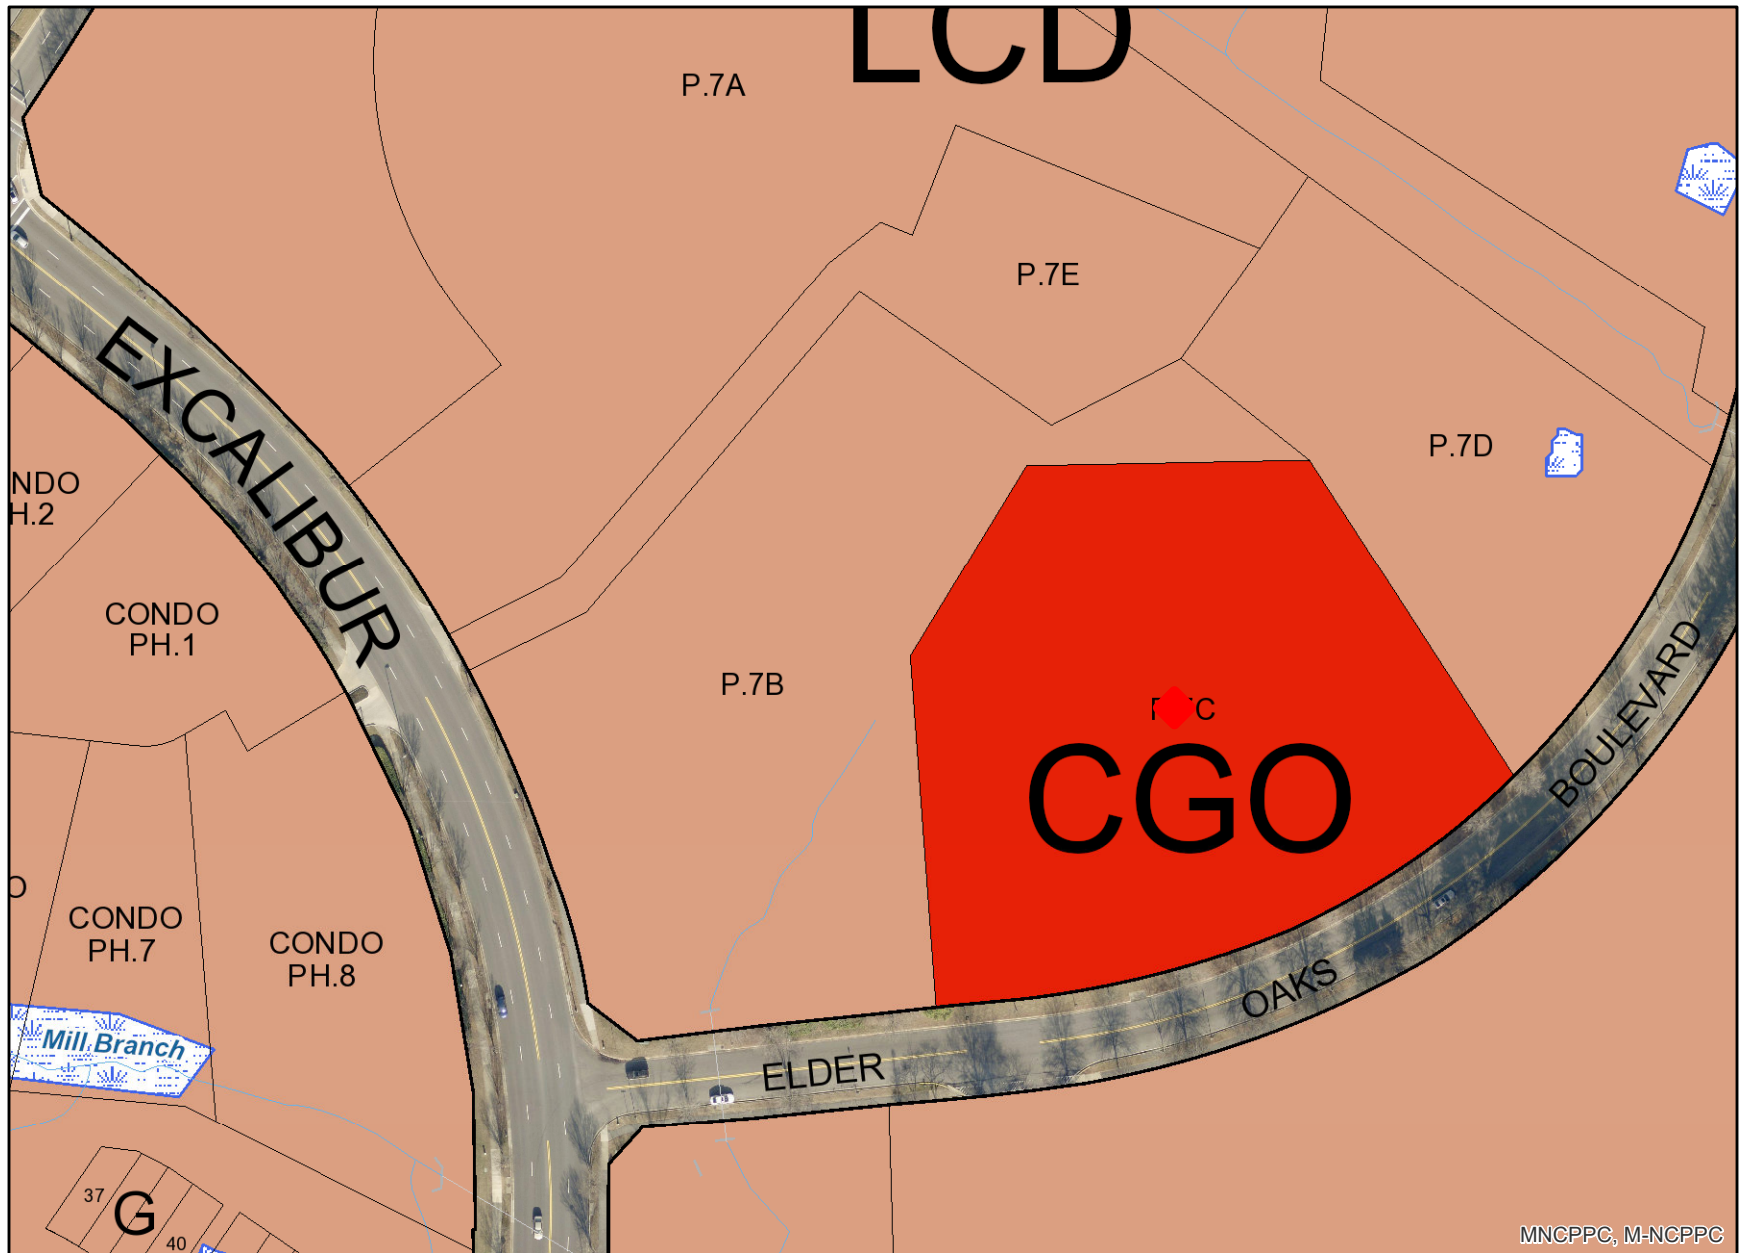 LCD
P.7A
P.7E
EXCALIBUR
P.7D
NDO
H.2
CONDO
PH.1
P.7B
C
CGO
BOULEVARD
O
CONDO
PH.7
CONDO
PH.8
OAKS
Mill Branch
ELDER
37
G
40
MNCPPC, M-NCPPC